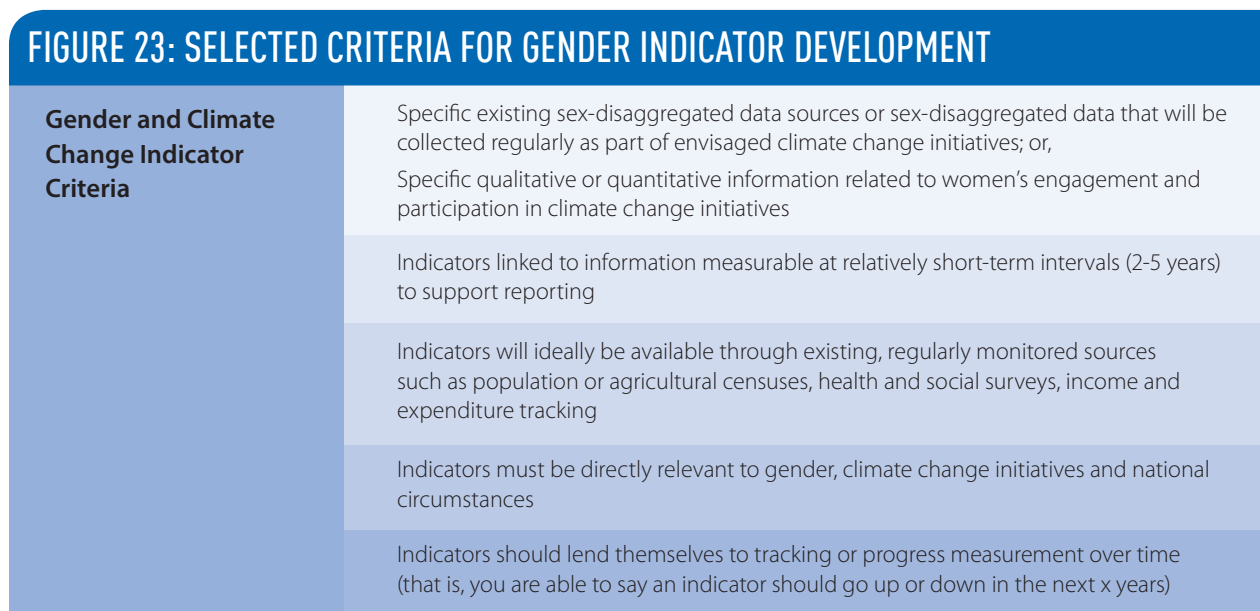 FIGURE 23: SELECTED CRITERIA FOR GENDER INDICATOR DEVELOPMENT
Gender and Climate
Change Indicator
Criteria
Specific existing sex-disaggregated data sources or sex-disaggregated data that will be
collected regularly as part of envisaged climate change initiatives; or,
Specific qualitative or quantitative information related to women’s engagement and
participation in climate change initiatives
Indicators linked to information measurable at relatively short-term intervals (2-5 years)
to support reporting
Indicators will ideally be available through existing, regularly monitored sources
such as population or agricultural censuses, health and social surveys, income and
expenditure tracking
Indicators must be directly relevant to gender, climate change initiatives and national
circumstances
Indicators should lend themselves to tracking or progress measurement over time
(that is, you are able to say an indicator should go up or down in the next x years)